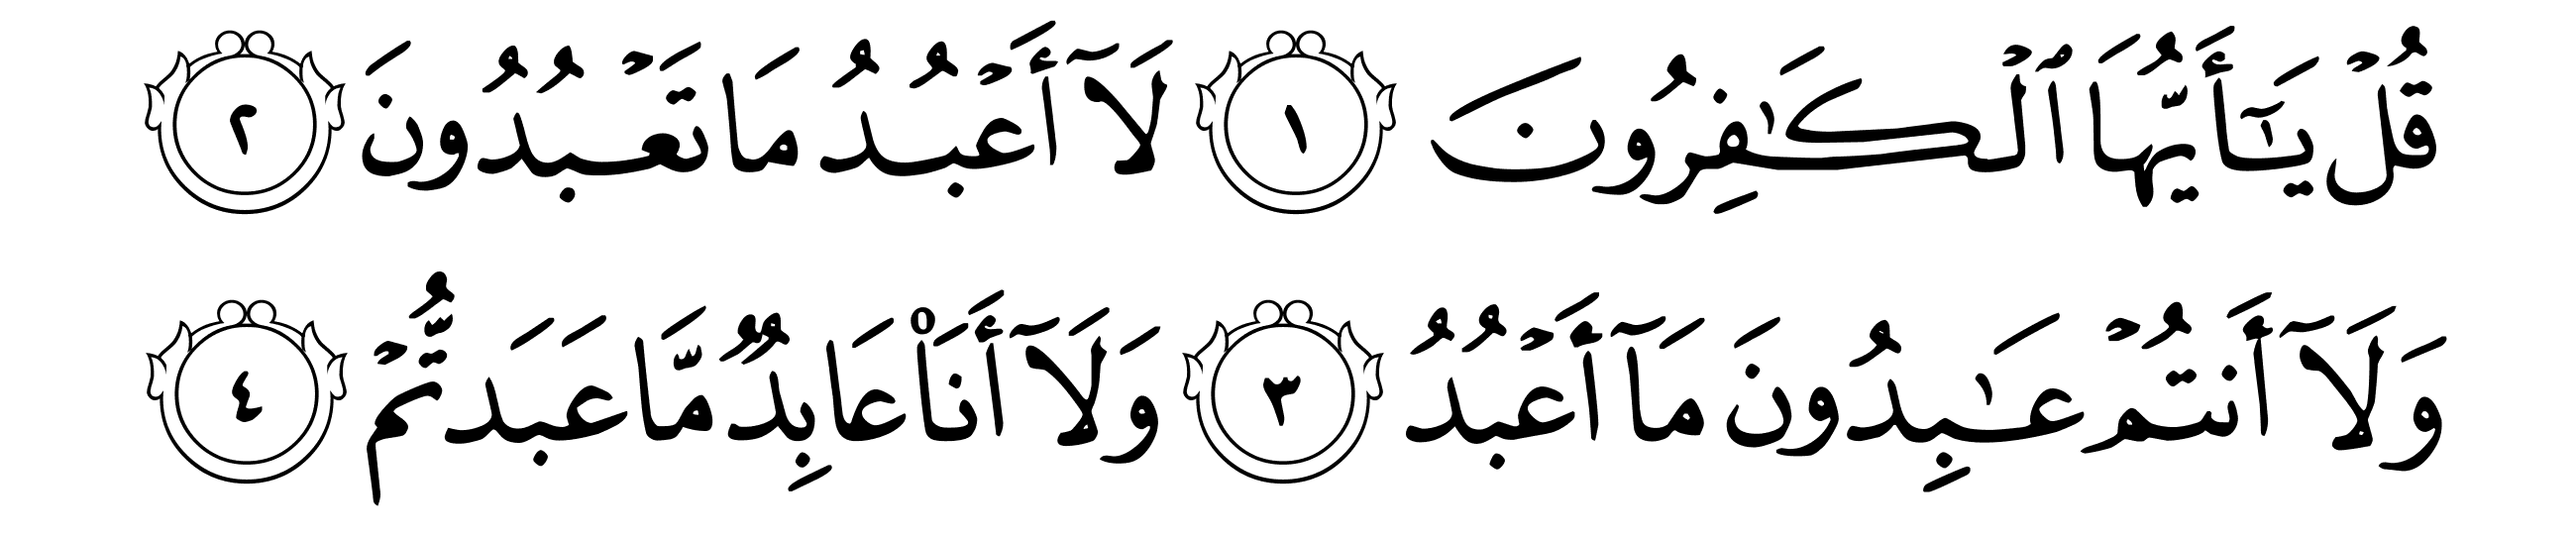 قُلۡ يَـٰٓأَيُّهَا ٱلۡكَـٰفِرُونَ ١ لَآ أَعۡبُدُ مَا تَعۡبُدُونَ ٢
وَلَآ أَنتُمۡ عَـٰبِدُونَ مَآ أَعۡبُدُ ٣ وَلَآ أَنَا۠ عَابِدٌ مَّا عَبَدتُّمۡ ٤